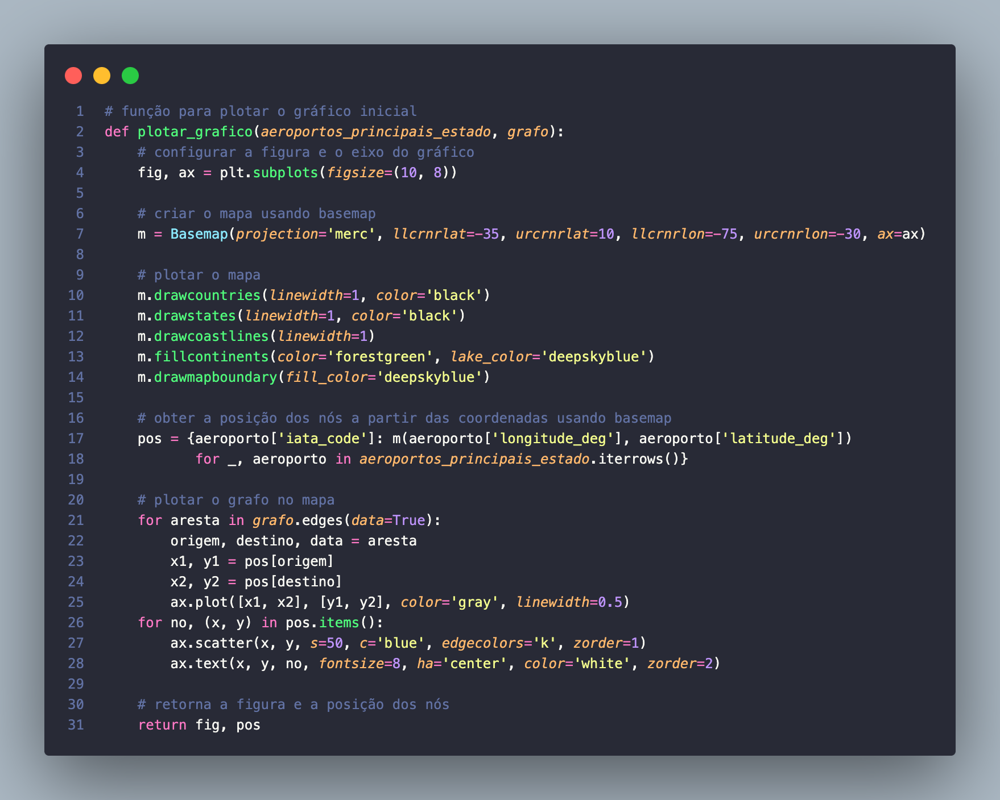 1 # função para plotar o gráfico inicial
2 def plotar_grafico(aeroportos_principais_estado, grafo):
3     # configurar a figura e o eixo do gráfico
4     fig, ax = plt.subplots(figsize=(10, 8))
5
6     # criar o mapa usando basemap
7     m = Basemap(projection='merc', llcrnrlat=-35, urcrnrlat=10, llcrnrlon=-75, urcrnrlon=-30, ax=ax)
8
9     # plotar o mapa
10     m.drawcountries(linewidth=1, color='black')
11     m.drawstates(linewidth=1, color='black')
12     m.drawcoastlines(linewidth=1)
13     m.fillcontinents(color='forestgreen', lake_color='deepskyblue')
14     m.drawmapboundary(fill_color='deepskyblue')
15
16     # obter a posição dos nós a partir das coordenadas usando basemap
17     pos = {aeroporto['iata_code']: m(aeroporto['longitude_deg'], aeroporto['latitude_deg'])
18            for _, aeroporto in aeroportos_principais_estado.iterrows()}
19
20     # plotar o grafo no mapa
21     for aresta in grafo.edges(data=True):
22         origem, destino, data = aresta
23         x1, y1 = pos[origem]
24         x2, y2 = pos[destino]
25         ax.plot([x1, x2], [y1, y2], color='gray', linewidth=0.5)
26     for no, (x, y) in pos.items():
27         ax.scatter(x, y, s=50, c='blue', edgecolors='k', zorder=1)
28         ax.text(x, y, no, fontsize=8, ha='center', color='white', zorder=2)
29
30     # retorna a figura e a posição dos nós
31     return fig, pos